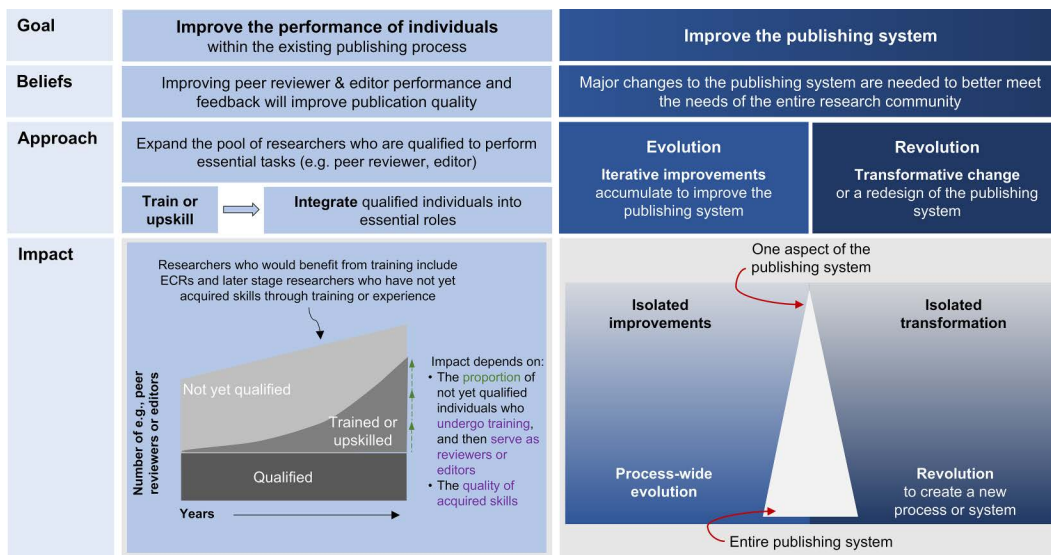 Goal
Improve the performance of individuals
within the existing publishing process
Improve the publishing system
Beliefs
Improving peer reviewer & editor performance and
feedback will improve publication quality
Major changes to the publishing system are needed to better meet
the needs of the entire research community
Approach
Expand the pool of researchers who are qualified to perform
essential tasks (e.g. peer reviewer, editor)
Train or
upskill
Integrate qualified individuals into
essential roles
Evolution
Iterative improvements
accumulate to improve the
publishing system
Revolution
Transformative change
or a redesign of the publishing
system
Impact
Researchers who would benefit from training include
ECRs and later stage researchers who have not yet
acquired skills through training or experience
Number of e.g., peer
reviewers or editors
Not yet qualified
Trained or
upskilled
Qualified
Years
Impact depends on:
• The proportion of
not yet qualified
individuals who
undergo training,
and then serve as
reviewers or
editors
• The quality of
acquired skills
One aspect of the
publishing system
Isolated
improvements
Isolated
transformation
Process-wide
evolution
Revolution
to create a new
process or system
Entire publishing system